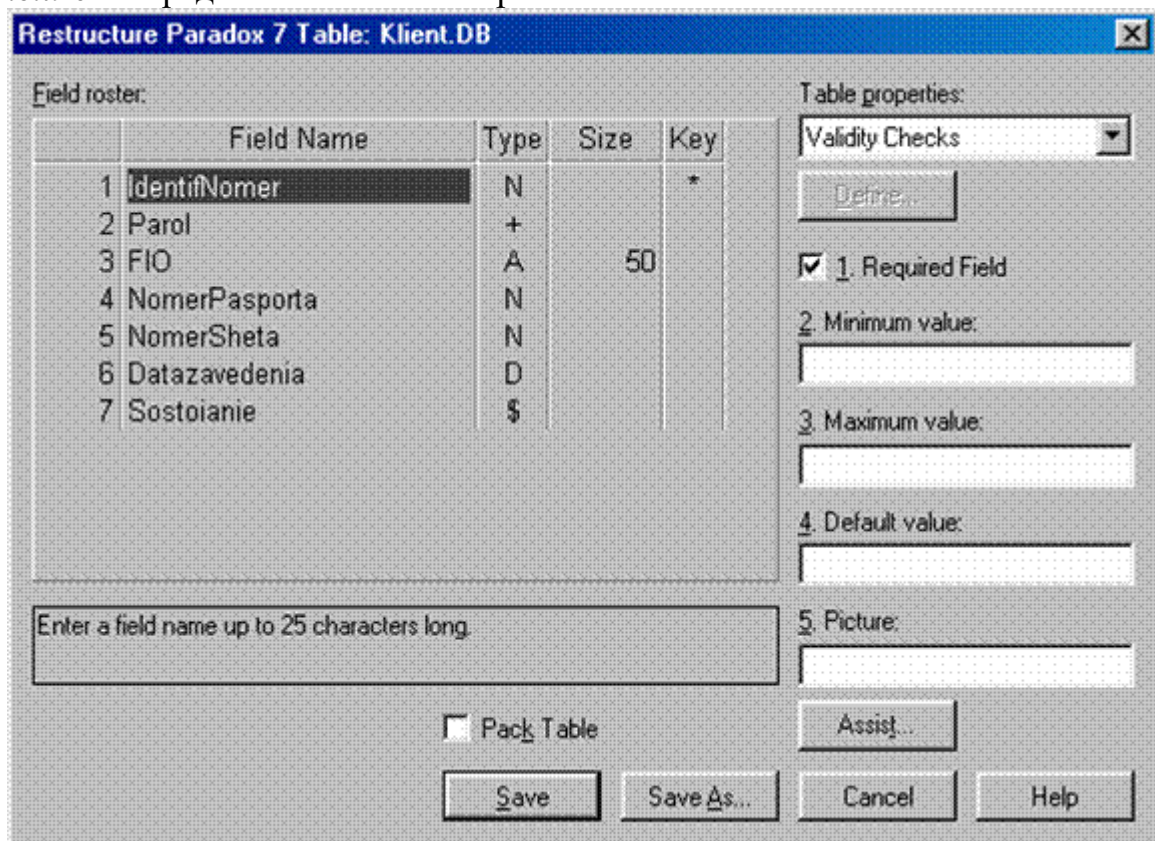 Restructure Paradox 7 Table: Klient.DB
Field roster:
Field Name Type Size Key
1 IdentifNomer N *
2 Parol +
3 FIO A 50
4 NomerPasporta N
5 NomerSheta N
6 Datazavedenia D
7 Sostoianie $
Enter a field name up to 25 characters long.
Pack Table
Save
Save As...
Table properties:
Validity Checks
Define...
1. Required Field
2. Minimum value:
3. Maximum value:
4. Default value:
5. Picture:
Assist...
Cancel
Help